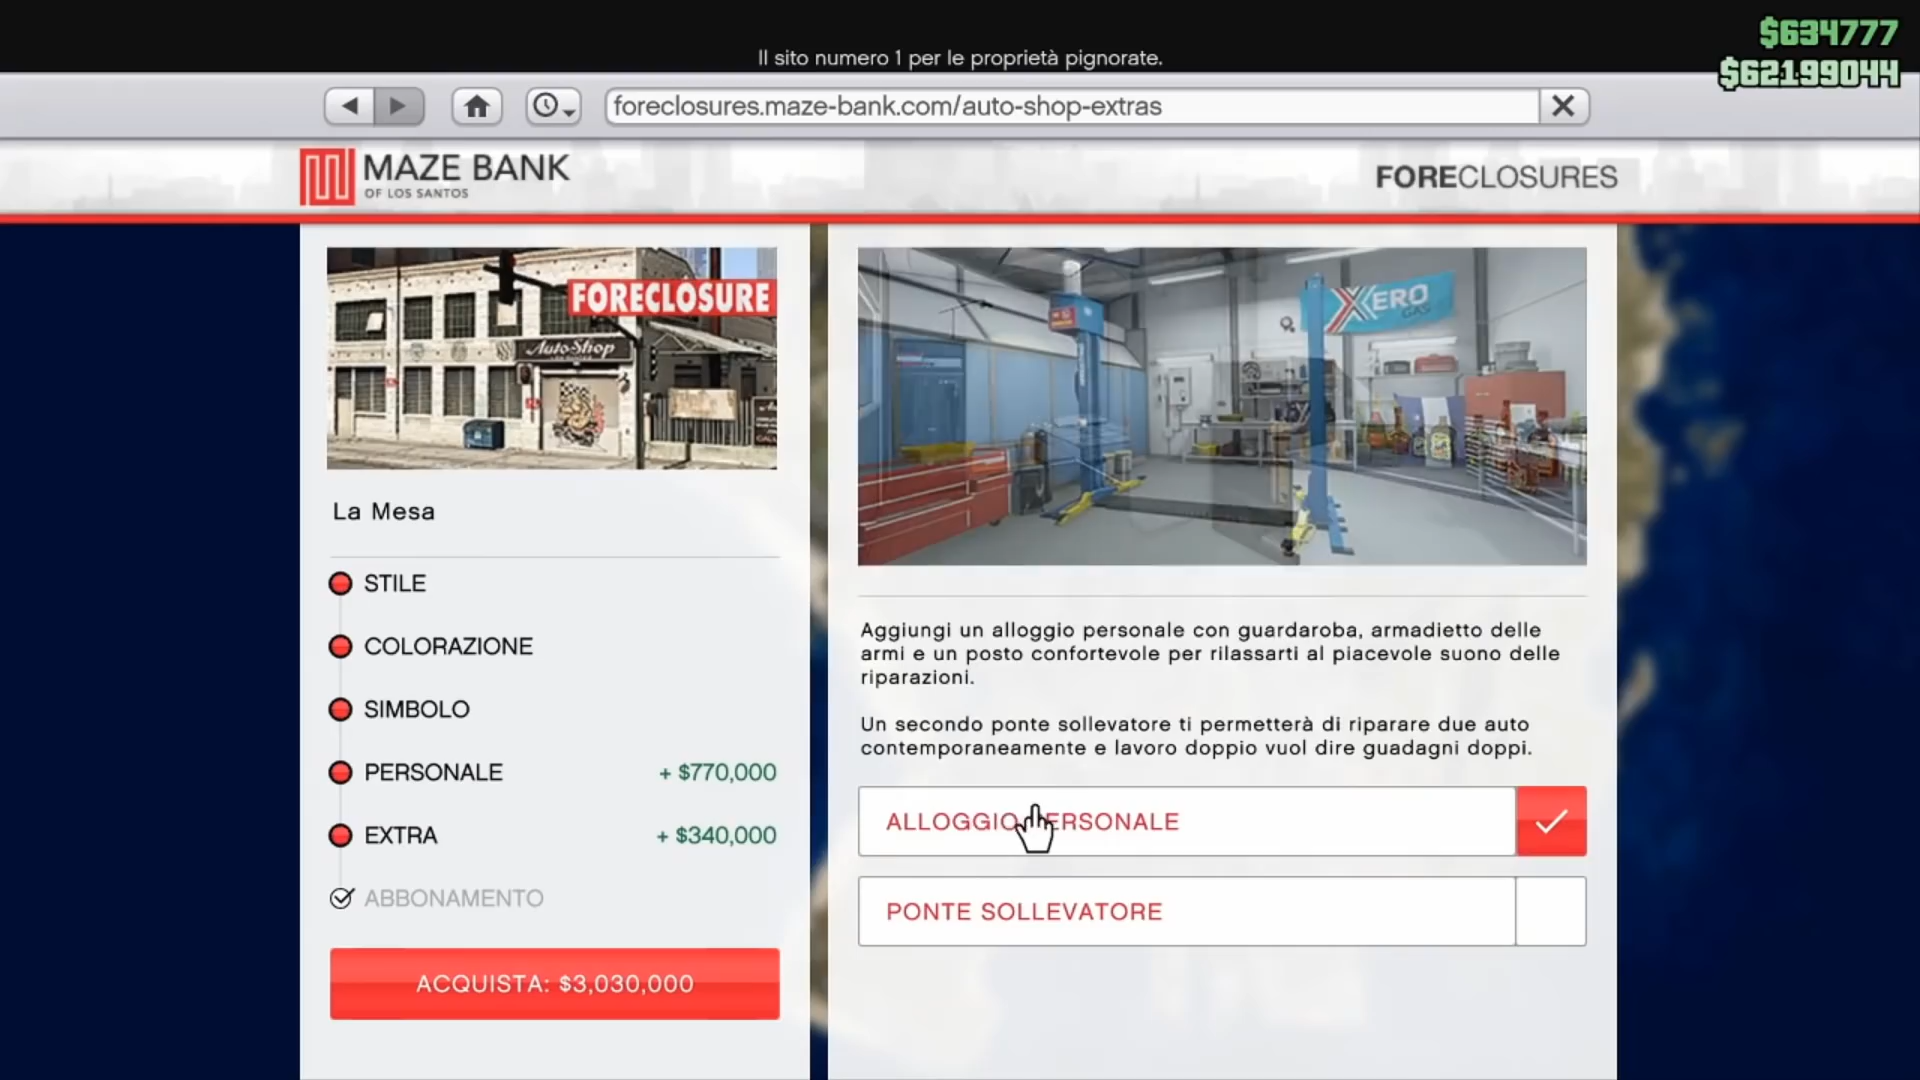 $634777
Il sito numero 1 per le proprietà pignorate.
$62199044
foreclosures.maze-bank.com/auto-shop-extras
MAZE BANK
OF LOS SANTOS
FORECLOSURES
FORECLOSURE
Auto Shop
XERO
GAS
La Mesa
STILE
COLORAZIONE
SIMBOLO
PERSONALE + $770,000
EXTRA + $340,000
ABBONAMENTO
ACQUISTA: $3,030,000
Aggiungi un alloggio personale con guardaroba, armadietto delle
armi e un posto confortevole per rilassarti al piacevole suono delle
riparazioni.
Un secondo ponte sollevatore ti permetterà di riparare due auto
contemporaneamente e lavoro doppio vuol dire guadagni doppi.
ALLOGGIO PERSONALE
PONTE SOLLEVATORE